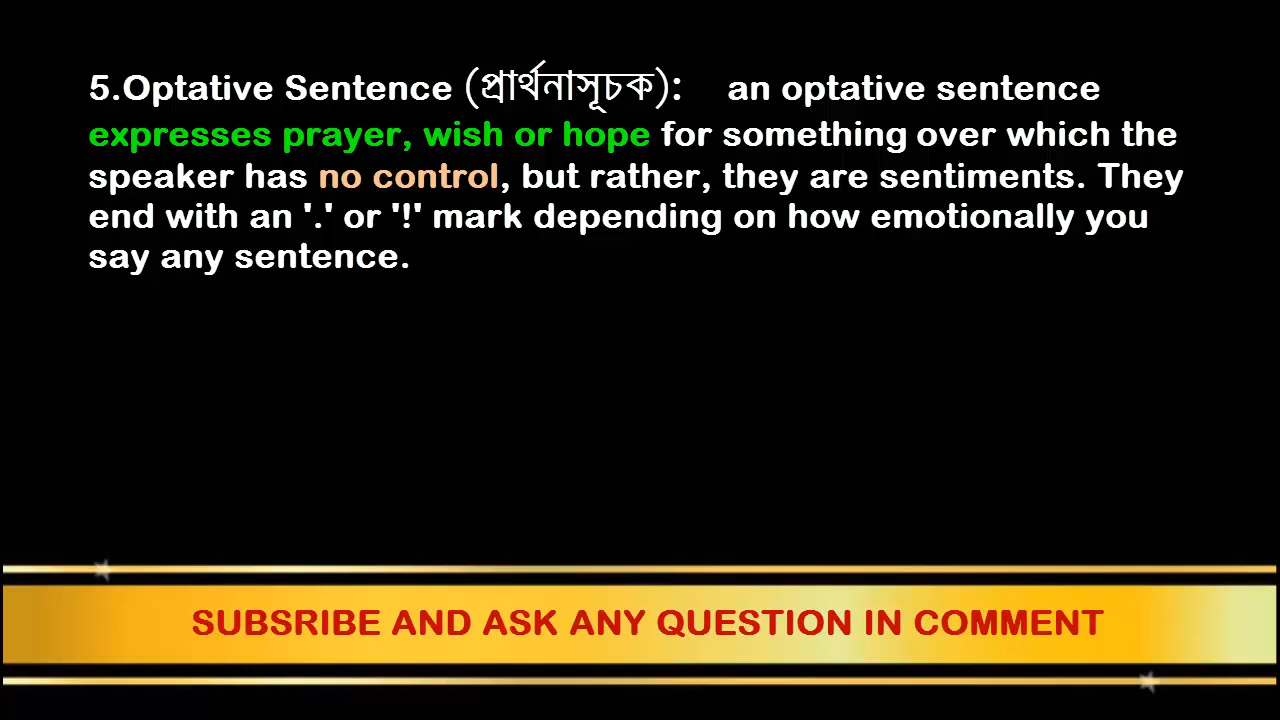 5.Optative Sentence (প্রার্থনাসূচক): an optative sentence
expresses prayer, wish or hope for something over which the
speaker has no control, but rather, they are sentiments. They
end with an '.' or '!' mark depending on how emotionally you
say any sentence.
SUBSRIBE AND ASK ANY QUESTION IN COMMENT